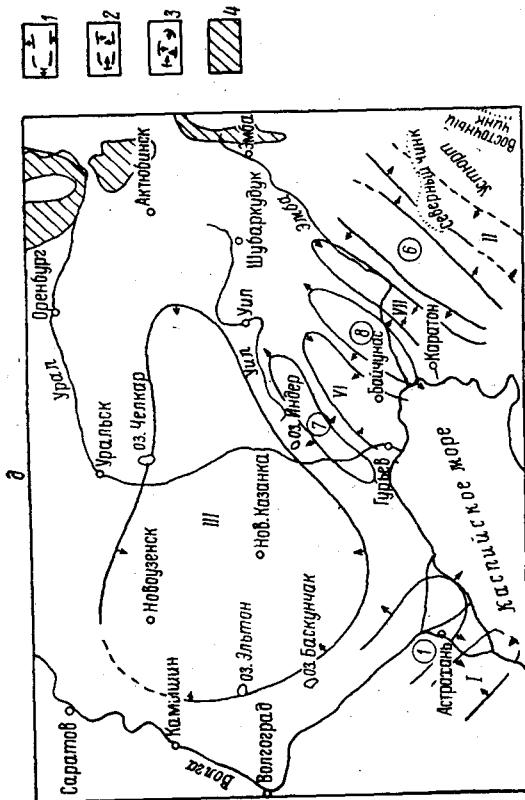 д
1
2
3
4
Саратов
Камышин
Волга
Волгоград
оз. Эльтон
оз. Баскунчак
Новоузенск
Нов. Казанка
III
Уральск
Урал
Оренбург
оз. Челкар
Актюбинск
Эмба
Шубаркудук
Уил
Уил
Эмба
оз. Индер
7
VI
8
Байчунас
VII
Каратон
Гурьев
6
II
Северный чинк
Устюрт
Восточный
чинк
Каспийское море
Астрахань
1
I